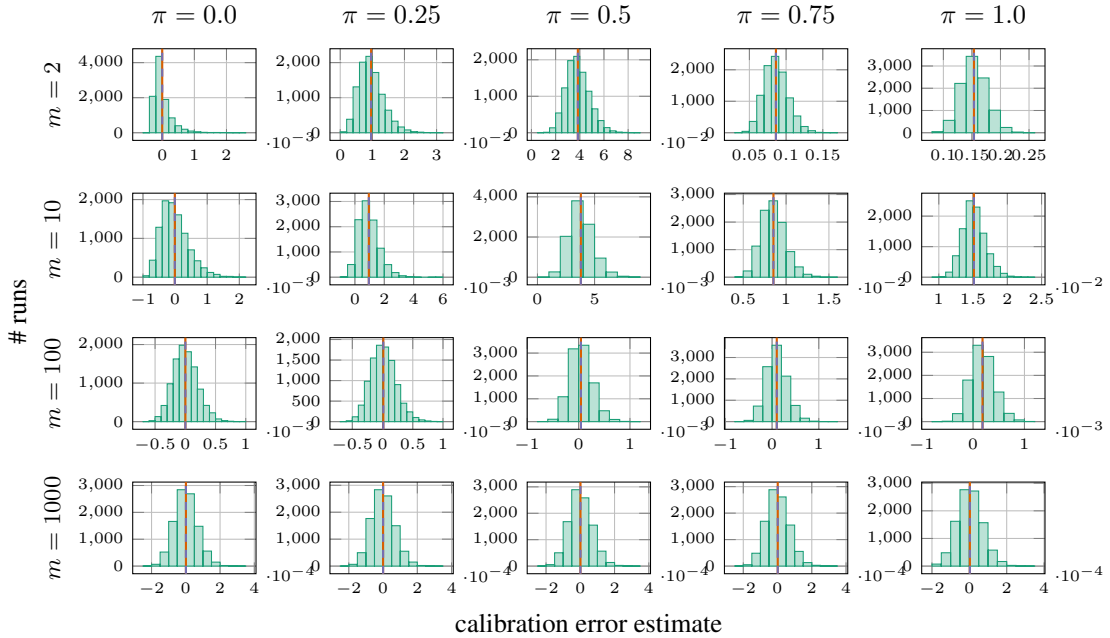 π = 0.0 π = 0.25 π = 0.5 π = 0.75 π = 1.0
m = 2
4,000 2,000 0
0 1 2
·10⁻³
2,000 1,000 0
0 1 2 3
·10⁻²
2,000 1,000 0
0 2 4 6 8
·10⁻²
2,000 1,000 0
0.05 0.1 0.15
3,000 2,000 1,000 0
0.1 0.15 0.2 0.25
m = 10
2,000 1,000 0
−1 0 1 2
·10⁻³
3,000 2,000 1,000 0
0 2 4 6
·10⁻³
4,000 2,000 0
0 5
·10⁻³
3,000 2,000 1,000 0
0.5 1 1.5
·10⁻²
2,000 1,000 0
1 1.5 2 2.5
·10⁻²
# runs
m = 100
2,000 1,000 0
−0.5 0 0.5 1
·10⁻³
2,000 1,500 1,000 500 0
−0.5 0 0.5 1
·10⁻³
3,000 2,000 1,000 0
−1 0 1
·10⁻³
3,000 2,000 1,000 0
−1 0 1
·10⁻³
3,000 2,000 1,000 0
−1 0 1
·10⁻³
m = 1000
3,000 2,000 1,000 0
−2 0 2 4
·10⁻⁴
3,000 2,000 1,000 0
−2 0 2 4
·10⁻⁴
3,000 2,000 1,000 0
−2 0 2 4
·10⁻⁴
3,000 2,000 1,000 0
−2 0 2 4
·10⁻⁴
3,000 2,000 1,000 0
−2 0 2 4
·10⁻⁴
calibration error estimate